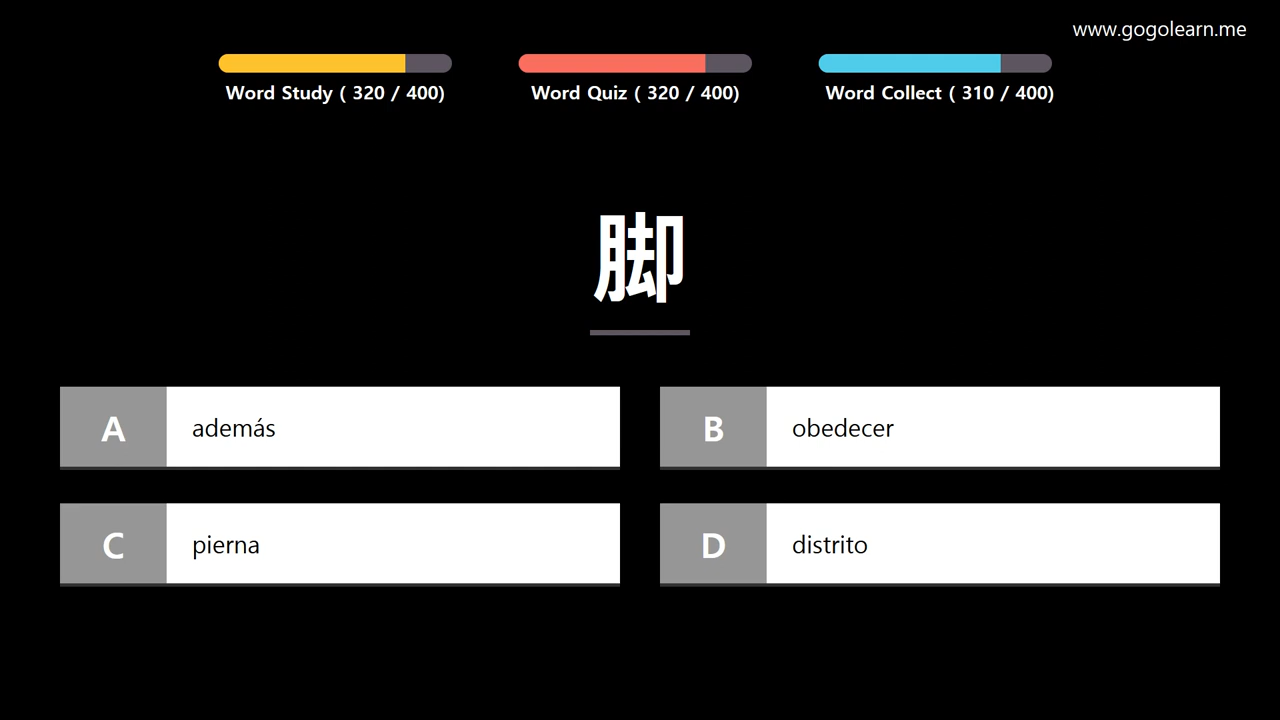 www.gogolearn.me
Word Study ( 320 / 400)
Word Quiz ( 320 / 400)
Word Collect ( 310 / 400)
脚
A además
B obedecer
C pierna
D distrito